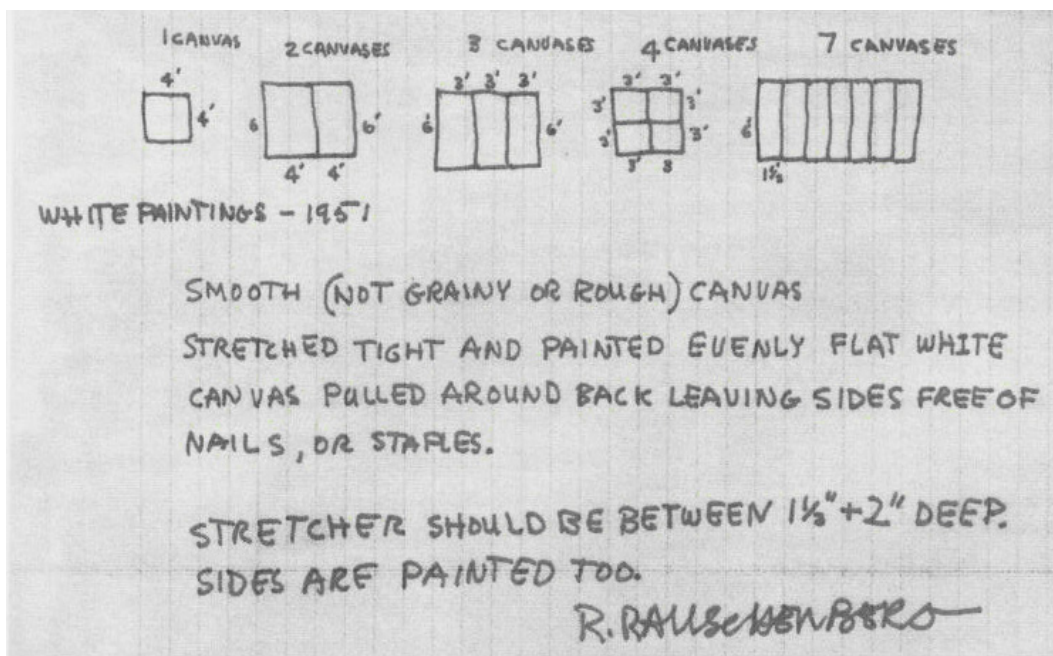 1 CANVAS 2 CANVASES 3 CANVASES 4 CANVASES 7 CANVASES
4' 3' 3' 3' 3' 3'
4' 6 6' 6' 6' 3' 3' 6'
3' 3'
4' 4' 3' 3 1½'
WHITE PAINTINGS - 1951
SMOOTH (NOT GRAINY OR ROUGH) CANVAS
STRETCHED TIGHT AND PAINTED EVENLY FLAT WHITE
CANVAS PULLED AROUND BACK LEAVING SIDES FREE OF
NAILS, OR STAPLES.
STRETCHER SHOULD BE BETWEEN 1½"+2" DEEP.
SIDES ARE PAINTED TOO.
R. RAUSCHENBERG